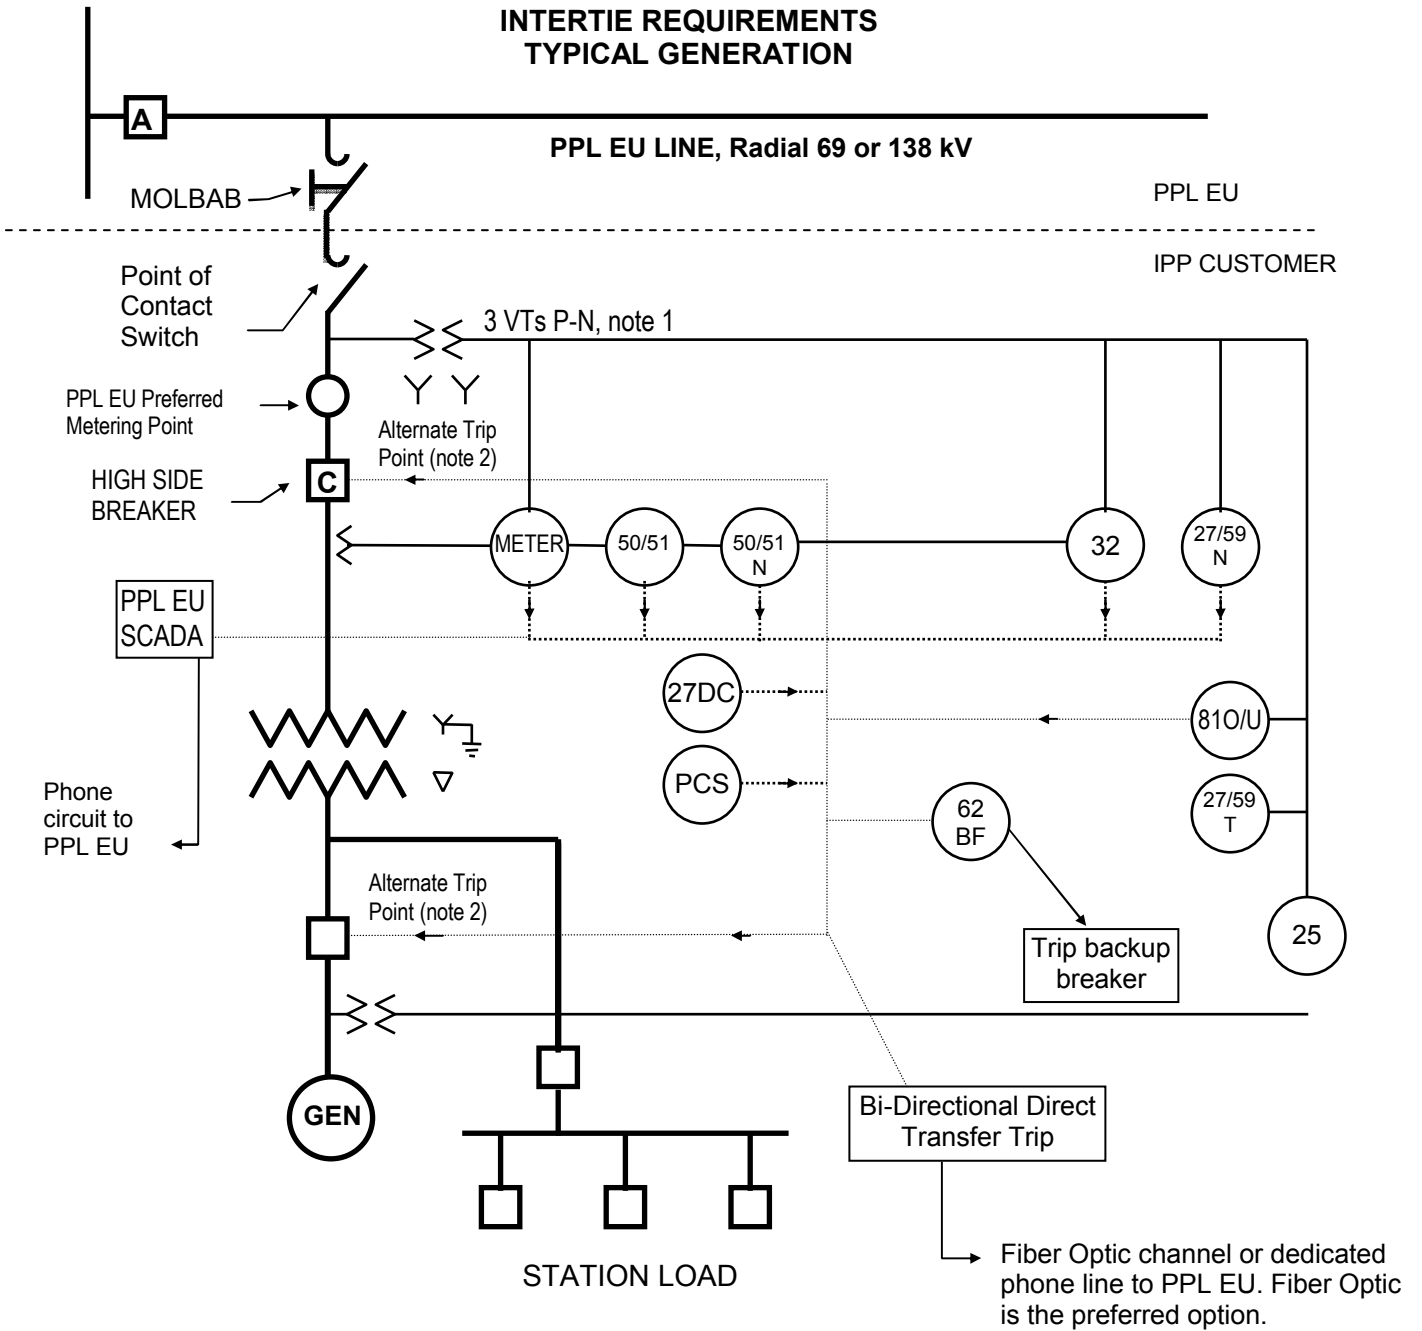 INTERTIE REQUIREMENTS
TYPICAL GENERATION
A
PPL EU LINE, Radial 69 or 138 kV
MOLBAB
PPL EU
IPP CUSTOMER
Point of
Contact
Switch
3 VTs P-N, note 1
PPL EU Preferred
Metering Point
Alternate Trip
Point (note 2)
HIGH SIDE
BREAKER
C
METER
50/51
50/51
N
32
27/59
N
PPL EU
SCADA
27DC
81O/U
PCS
Phone
circuit to
PPL EU
62
BF
27/59
T
Alternate Trip
Point (note 2)
Trip backup
breaker
25
GEN
Bi-Directional Direct
Transfer Trip
STATION LOAD
Fiber Optic channel or dedicated
phone line to PPL EU. Fiber Optic
is the preferred option.